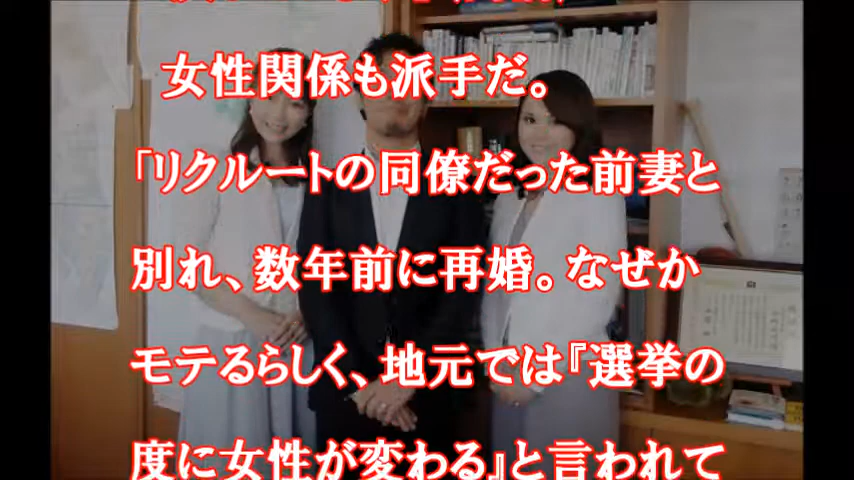 女性関係も派手だ。
「リクルートの同僚だった前妻と
別れ、数年前に再婚。なぜか
モテるらしく、地元では『選挙の
度に女性が変わる』と言われて